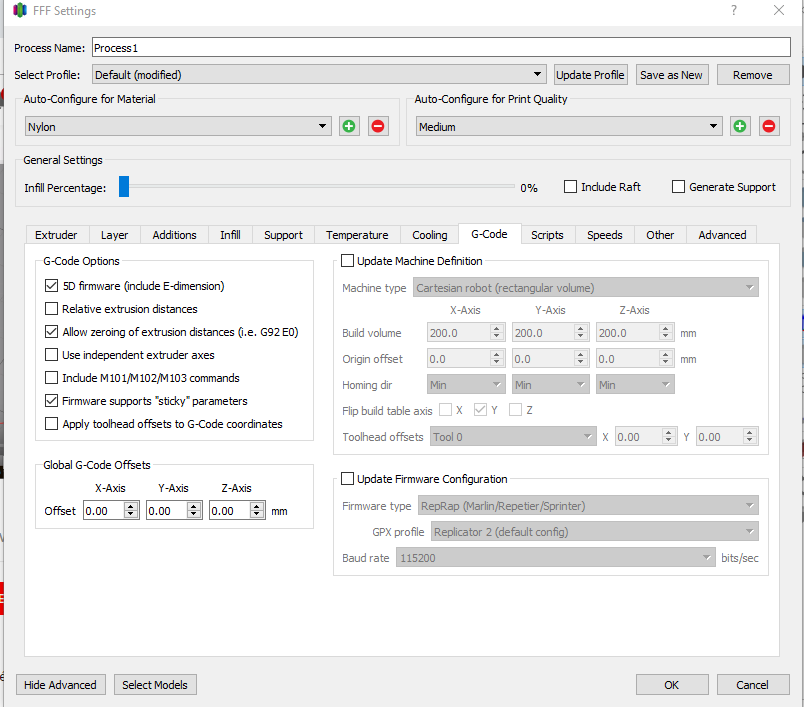 FFF Settings
?
Process Name: Process1
Select Profile: Default (modified) Update Profile Save as New Remove
Auto-Configure for Material
Nylon
Auto-Configure for Print Quality
Medium
General Settings
Infill Percentage: 0% Include Raft Generate Support
Extruder Layer Additions Infill Support Temperature Cooling G-Code Scripts Speeds Other Advanced
G-Code Options
5D firmware (include E-dimension)
Relative extrusion distances
Allow zeroing of extrusion distances (i.e. G92 E0)
Use independent extruder axes
Include M101/M102/M103 commands
Firmware supports "sticky" parameters
Apply toolhead offsets to G-Code coordinates
Global G-Code Offsets
X-Axis Y-Axis Z-Axis
Offset 0.00 0.00 0.00 mm
Update Machine Definition
Machine type Cartesian robot (rectangular volume)
X-Axis Y-Axis Z-Axis
Build volume 200.0 200.0 200.0 mm
Origin offset 0.0 0.0 0.0 mm
Homing dir Min Min Min
Flip build table axis X Y Z
Toolhead offsets Tool 0 X 0.00 Y 0.00
Update Firmware Configuration
Firmware type RepRap (Marlin/Repetier/Sprinter)
GPX profile Replicator 2 (default config)
Baud rate 115200 bits/sec
Hide Advanced Select Models OK Cancel